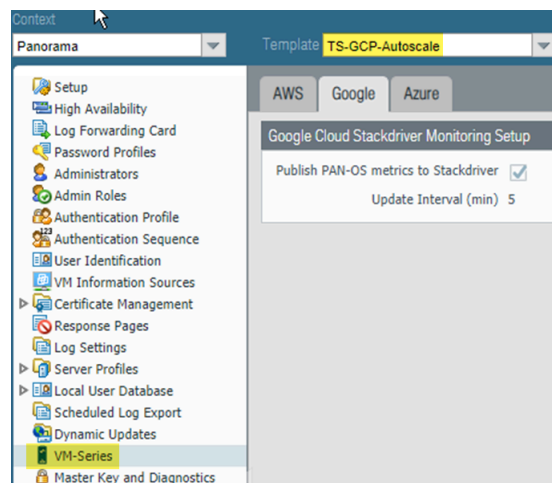 Context
Panorama
Template TS-GCP-Autoscale
Setup
High Availability
Log Forwarding Card
Password Profiles
Administrators
Admin Roles
Authentication Profile
Authentication Sequence
User Identification
VM Information Sources
Certificate Management
Response Pages
Log Settings
Server Profiles
Local User Database
Scheduled Log Export
Dynamic Updates
VM-Series
Master Key and Diagnostics
AWS Google Azure
Google Cloud Stackdriver Monitoring Setup
Publish PAN-OS metrics to Stackdriver
Update Interval (min) 5